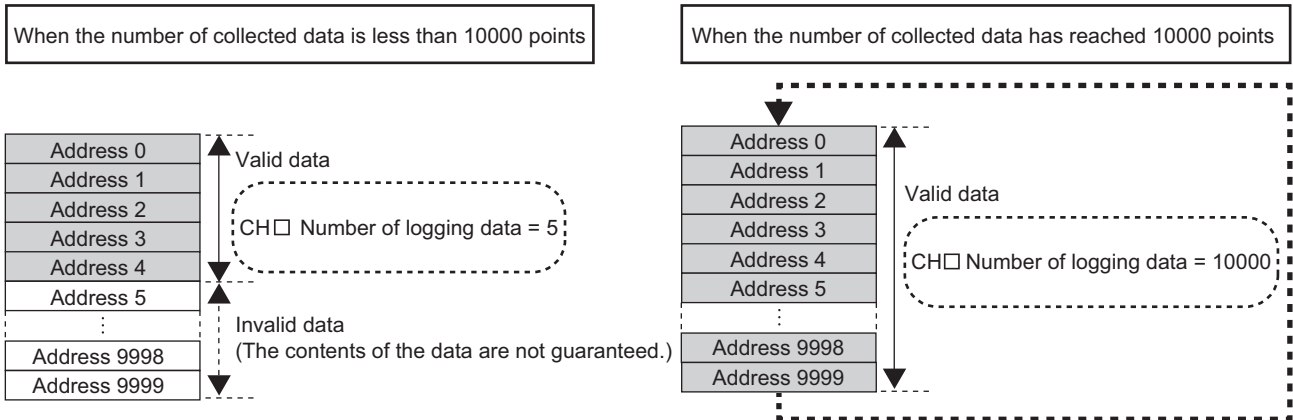 When the number of collected data is less than 10000 points
Address 0
Address 1
Address 2
Address 3
Address 4
Address 5
⋮
Address 9998
Address 9999
Valid data
CH□ Number of logging data = 5
Invalid data
(The contents of the data are not guaranteed.)
When the number of collected data has reached 10000 points
Address 0
Address 1
Address 2
Address 3
Address 4
Address 5
⋮
Address 9998
Address 9999
Valid data
CH□ Number of logging data = 10000